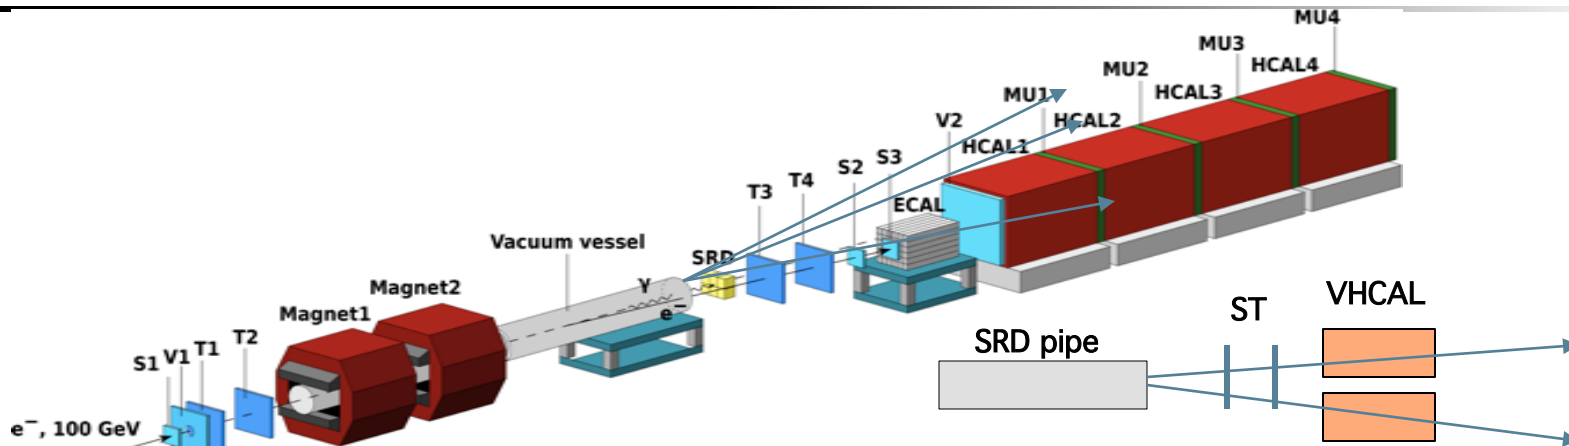 MU4
MU3
HCAL4
MU2
HCAL3
MU1
HCAL2
V2
HCAL1
S3
S2
T4
T3
ECAL
Vacuum vessel
SRD
γ
e⁻
Magnet2
Magnet1
T2
T1
V1
S1
e⁻, 100 GeV
VHCAL
ST
SRD pipe